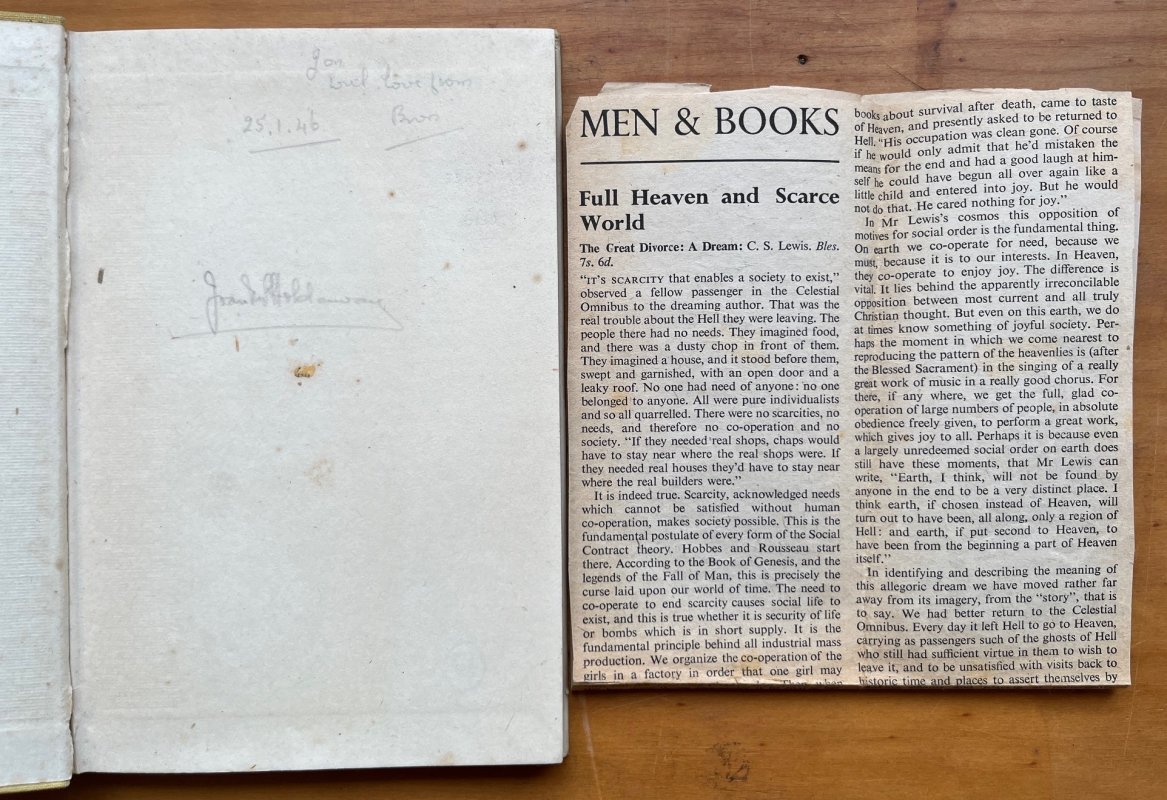 love from
25.1.46
MEN & BOOKS
Full Heaven and Scarce
World
The Great Divorce: A Dream: C. S. Lewis. Bles.
7s. 6d.
“IT’S SCARCITY that enables a society to exist,”
observed a fellow passenger in the Celestial
Omnibus to the dreaming author. That was the
real trouble about the Hell they were leaving. The
people there had no needs. They imagined food,
and there was a dusty chop in front of them.
They imagined a house, and it stood before them,
swept and garnished, with an open door and a
leaky roof. No one had need of anyone: no one
belonged to anyone. All were pure individualists
and so all quarrelled. There were no scarcities, no
needs, and therefore no co-operation and no
society. “If they needed real shops, chaps would
have to stay near where the real shops were. If
they needed real houses they’d have to stay near
where the real builders were.”
It is indeed true. Scarcity, acknowledged needs
which cannot be satisfied without human
co-operation, makes society possible. This is the
fundamental postulate of every form of the Social
Contract theory. Hobbes and Rousseau start
there. According to the Book of Genesis, and the
legends of the Fall of Man, this is precisely the
curse laid upon our world of time. The need to
co-operate to end scarcity causes social life to
exist, and this is true whether it is security of life
or bombs which is in short supply. It is the
fundamental principle behind all industrial mass
production. We organize the co-operation of the
girls in a factory in order that one girl may
books about survival after death, came to taste
of Heaven, and presently asked to be returned to
Hell. “His occupation was clean gone. Of course
if he would only admit that he’d mistaken the
means for the end and had a good laugh at him-
self he could have begun all over again like a
little child and entered into joy. But he would
not do that. He cared nothing for joy.”
In Mr Lewis’s cosmos this opposition of
motives for social order is the fundamental thing.
On earth we co-operate for need, because we
must, because it is to our interests. In Heaven,
they co-operate to enjoy joy. The difference is
vital. It lies behind the apparently irreconcilable
opposition between most current and all truly
Christian thought. But even on this earth, we do
at times know something of joyful society. Per-
haps the moment in which we come nearest to
reproducing the pattern of the heavenlies is (after
the Blessed Sacrament) in the singing of a really
great work of music in a really good chorus. For
there, if any where, we get the full, glad co-
operation of large numbers of people, in absolute
obedience freely given, to perform a great work,
which gives joy to all. Perhaps it is because even
a largely unredeemed social order on earth does
still have these moments, that Mr Lewis can
write, “Earth, I think, will not be found by
anyone in the end to be a very distinct place. I
think earth, if chosen instead of Heaven, will
turn out to have been, all along, only a region of
Hell: and earth, if put second to Heaven, to
have been from the beginning a part of Heaven
itself.”
In identifying and describing the meaning of
this allegoric dream we have moved rather far
away from its imagery, from the “story”, that is
to say. We had better return to the Celestial
Omnibus. Every day it left Hell to go to Heaven,
carrying as passengers such of the ghosts of Hell
who still had sufficient virtue in them to wish to
leave it, and to be unsatisfied with visits back to
historic time and places to assert themselves by